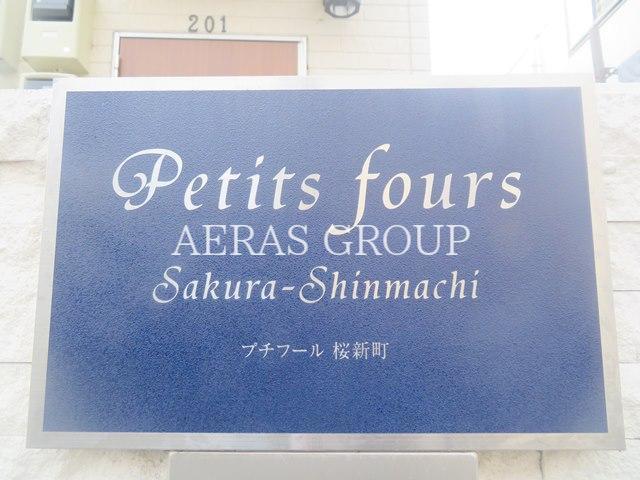 201
Petits fours
AERAS GROUP
Sakura-Shinmachi
プチフール 桜新町